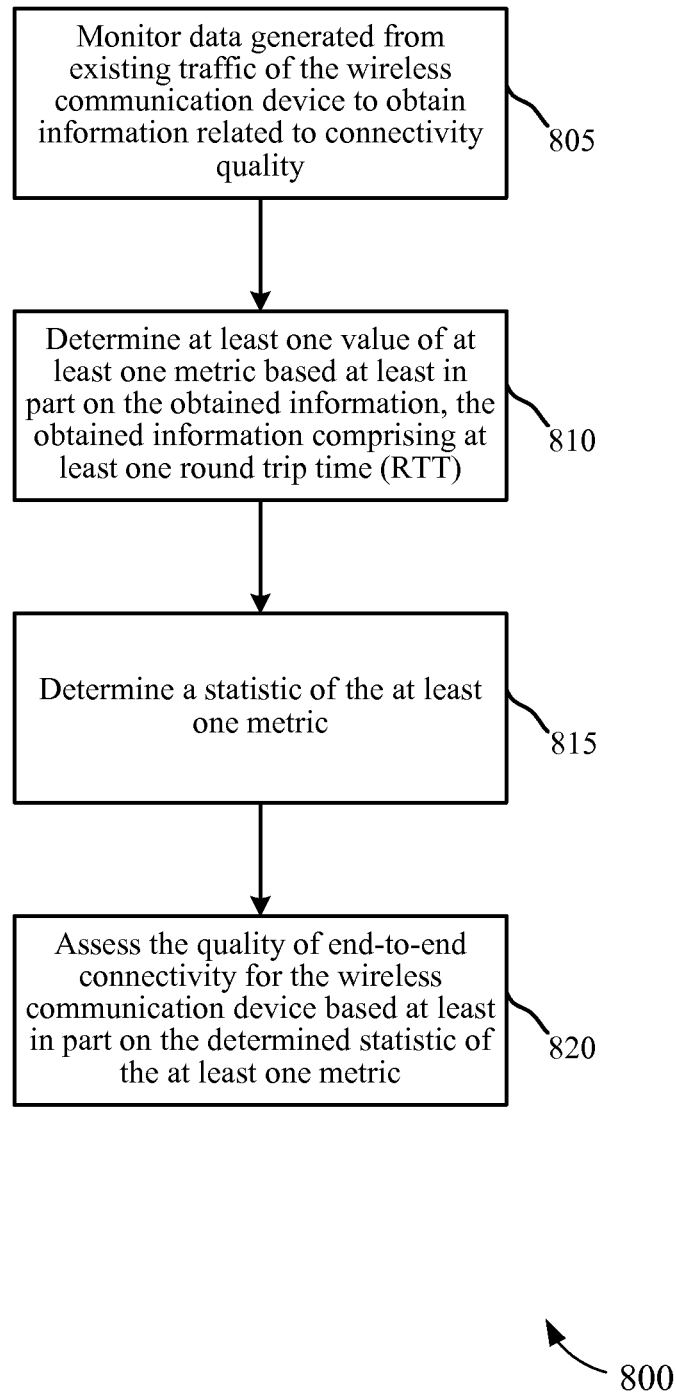 Monitor data generated from
existing traffic of the wireless
communication device to obtain
information related to connectivity
quality
805
Determine at least one value of at
least one metric based at least in
part on the obtained information, the
obtained information comprising at
least one round trip time (RTT)
810
Determine a statistic of the at least
one metric
815
Assess the quality of end-to-end
connectivity for the wireless
communication device based at least
in part on the determined statistic of
the at least one metric
820
800